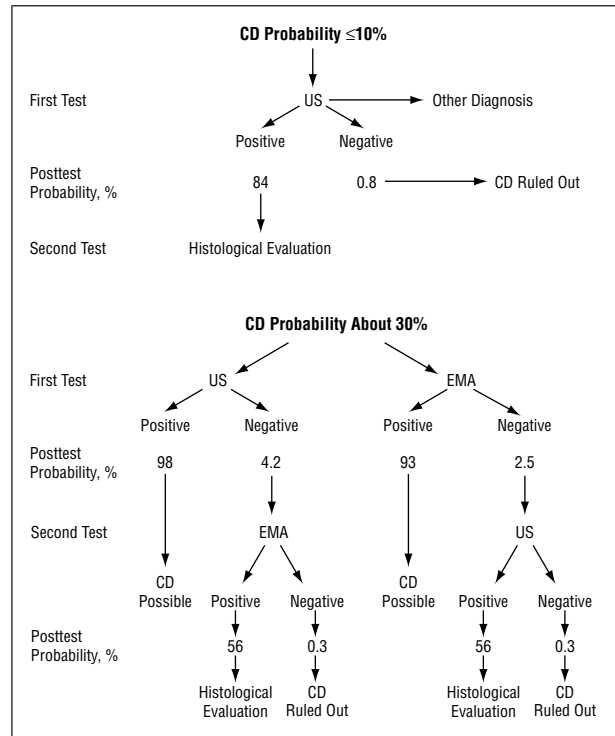 CD Probability ≤10%
First Test US Other Diagnosis
Positive Negative
Posttest
Probability, % 84 0.8 CD Ruled Out
Second Test Histological Evaluation
CD Probability About 30%
First Test US EMA
Positive Negative Positive Negative
Posttest
Probability, % 98 4.2 93 2.5
Second Test EMA US
CD
Possible Positive Negative CD
Possible Positive Negative
Posttest
Probability, % 56 0.3 56 0.3
Histological
Evaluation CD
Ruled Out Histological
Evaluation CD
Ruled Out